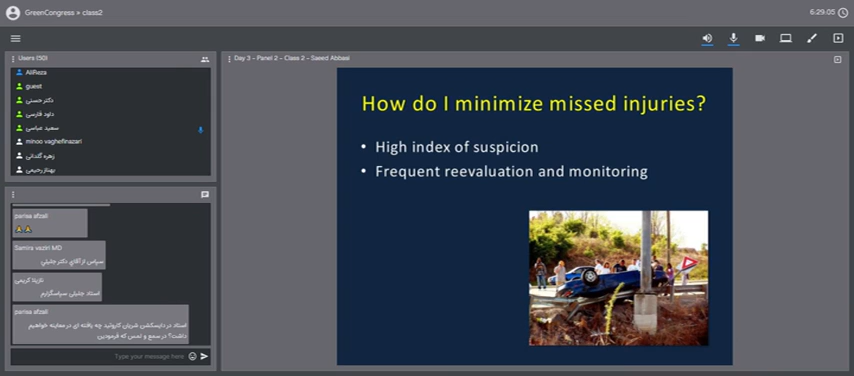 GreenCongress > class2
6:29.05
Users (50)
AliReza
guest
دکتر حسنی
داود فارسی
سعید عباسی
minoo vaghefinazari
زهره گلدانی
بهناز رحیمی
parisa afzali
Samira vaziri MD
سپاس از آقای دکتر جلیلی
نازیلا کریمی
استاد جلیلی سپاسگزارم
parisa afzali
استاد در دایسکشن شریان کاروتید چه یافته ای در معاینه خواهیم
داشت؟ در سمع و لمس که فرمودین
Type your message here
Day 3 - Panel 2 - Class 2 - Saeed Abbasi
How do I minimize missed injuries?
• High index of suspicion
• Frequent reevaluation and monitoring